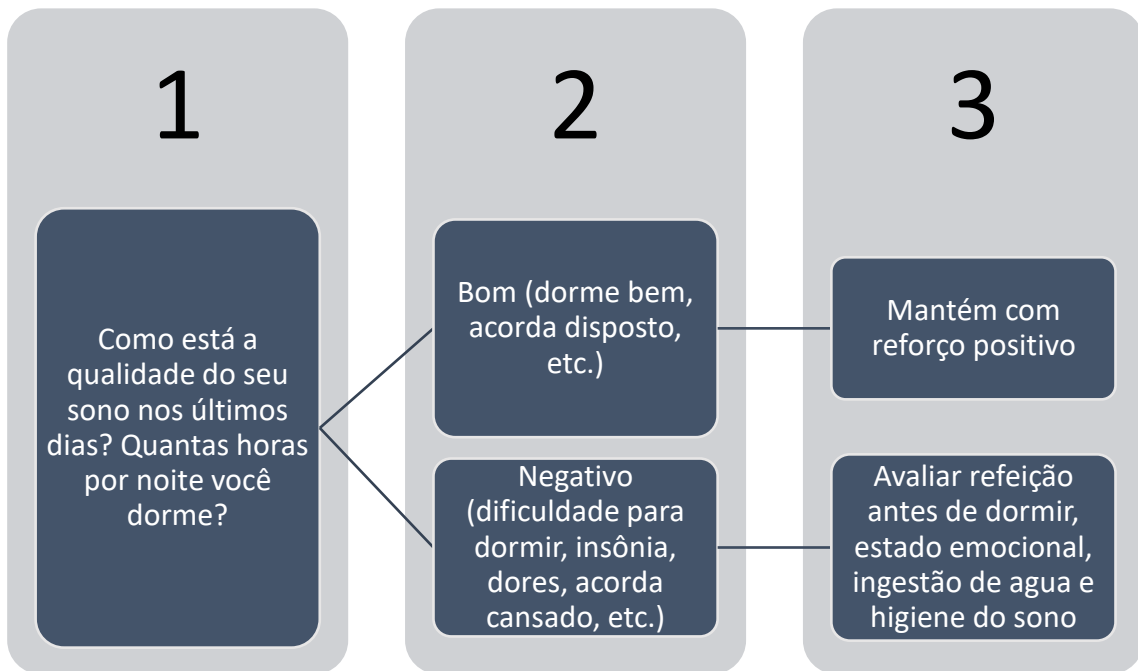 1
Como está a
qualidade do seu
sono nos últimos
dias? Quantas horas
por noite você
dorme?
2
Bom (dorme bem,
acorda disposto,
etc.)
Negativo
(dificuldade para
dormir, insônia,
dores, acorda
cansado, etc.)
3
Mantém com
reforço positivo
Avaliar refeição
antes de dormir,
estado emocional,
ingestão de agua e
higiene do sono